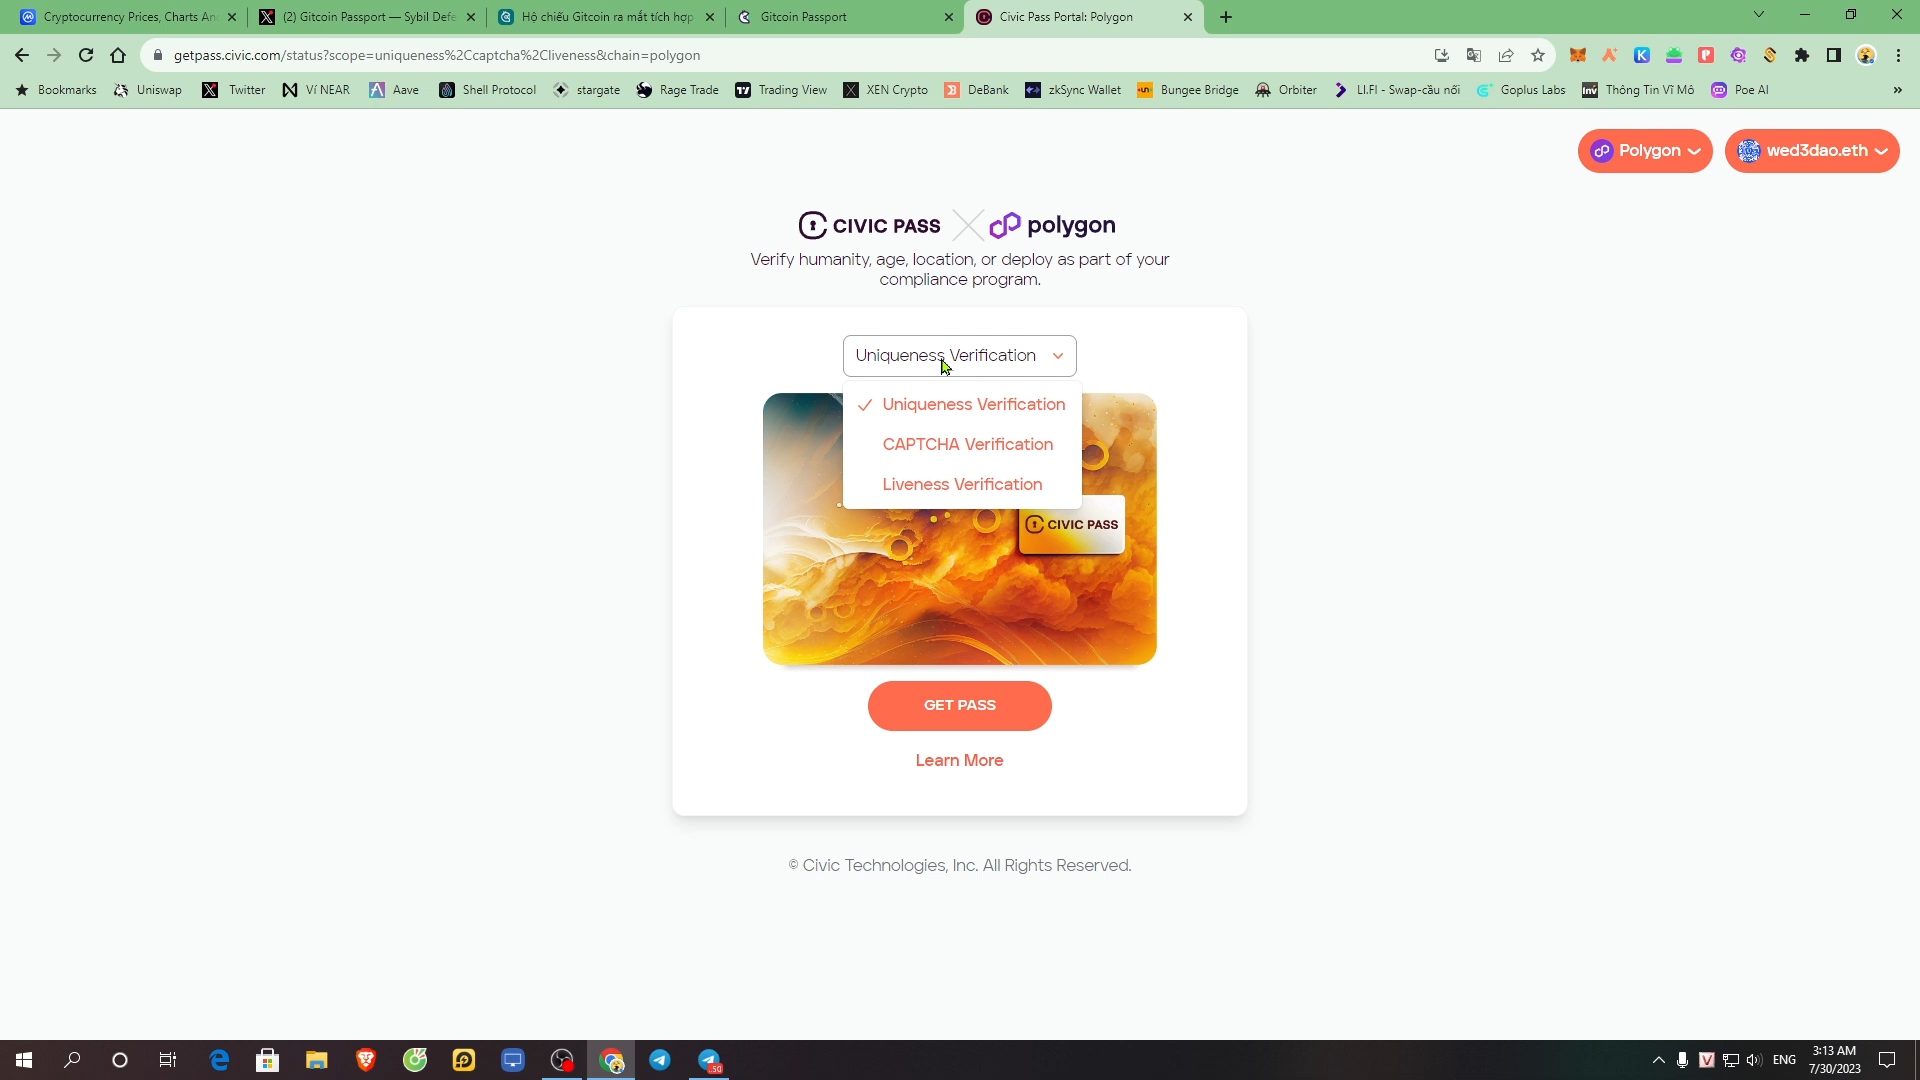 Cryptocurrency Prices, Charts An
(2) Gitcoin Passport — Sybil Defe
Hộ chiếu Gitcoin ra mắt tích hợp
Gitcoin Passport
Civic Pass Portal: Polygon
getpass.civic.com/status?scope=uniqueness%2Ccaptcha%2Cliveness&chain=polygon
Bookmarks
Uniswap
Twitter
Ví NEAR
Aave
Shell Protocol
stargate
Rage Trade
Trading View
XEN Crypto
DeBank
zkSync Wallet
Bungee Bridge
Orbiter
LI.FI - Swap-cầu nối
Goplus Labs
Thông Tin Vĩ Mô
Poe AI
Polygon
wed3dao.eth
CIVIC PASS
polygon
Verify humanity, age, location, or deploy as part of your
compliance program.
Uniqueness Verification
Uniqueness Verification
CAPTCHA Verification
Liveness Verification
CIVIC PASS
GET PASS
Learn More
© Civic Technologies, Inc. All Rights Reserved.
ENG
3:13 AM
7/30/2023